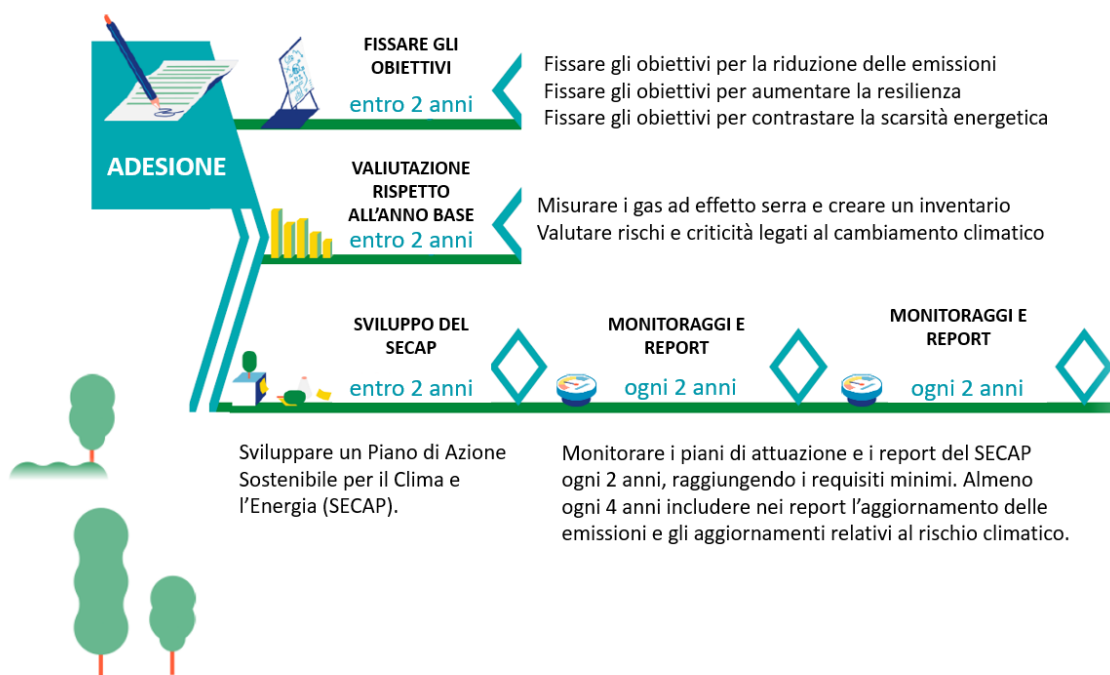 ADESIONE
FISSARE GLI
OBIETTIVI
entro 2 anni
Fissare gli obiettivi per la riduzione delle emissioni
Fissare gli obiettivi per aumentare la resilienza
Fissare gli obiettivi per contrastare la scarsità energetica
VALIUTAZIONE
RISPETTO
ALL’ANNO BASE
entro 2 anni
Misurare i gas ad effetto serra e creare un inventario
Valutare rischi e criticità legati al cambiamento climatico
SVILUPPO DEL
SECAP
entro 2 anni
MONITORAGGI E
REPORT
ogni 2 anni
MONITORAGGI E
REPORT
ogni 2 anni
Sviluppare un Piano di Azione
Sostenibile per il Clima e
l’Energia (SECAP).
Monitorare i piani di attuazione e i report del SECAP
ogni 2 anni, raggiungendo i requisiti minimi. Almeno
ogni 4 anni includere nei report l’aggiornamento delle
emissioni e gli aggiornamenti relativi al rischio climatico.